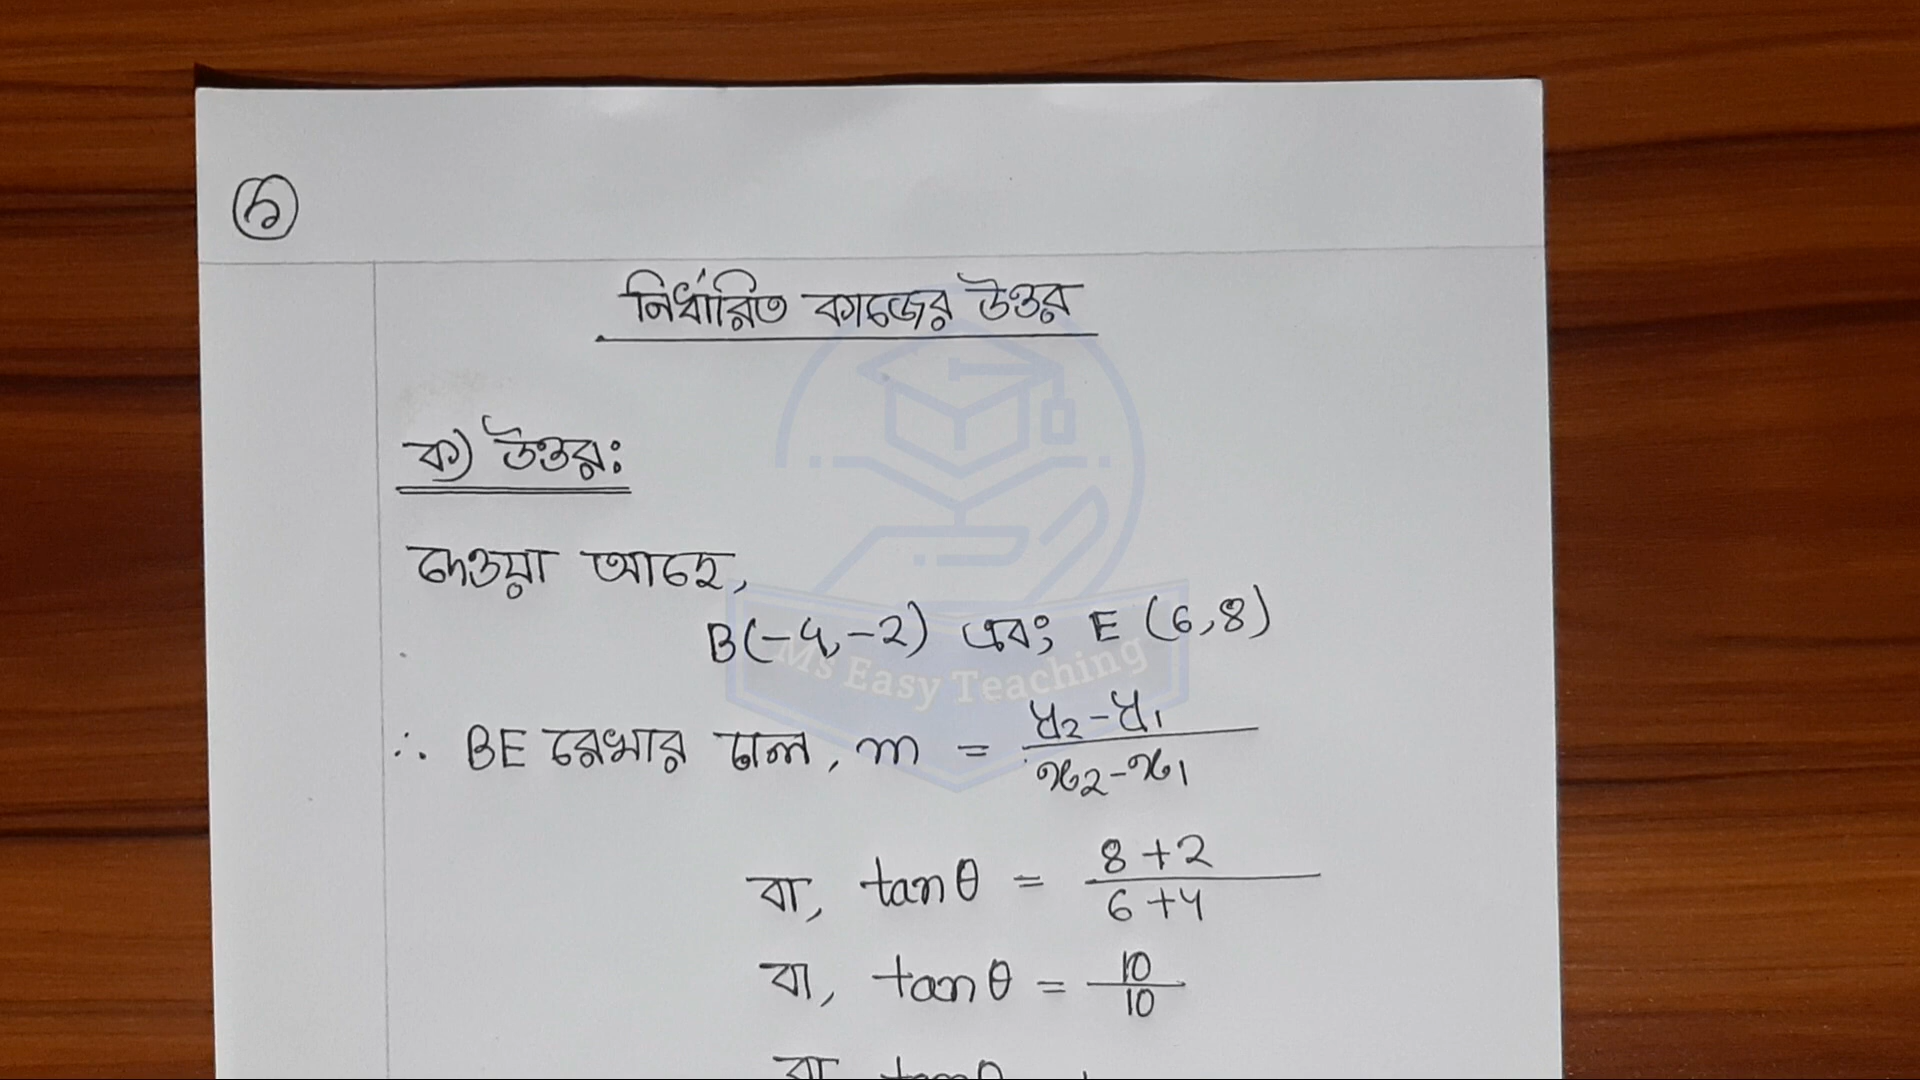 নির্ধারিত কাজের উত্তর
ক) উত্তরঃ
দেওয়া আছে,
B(-4,-2) এবং E (6,8)
Ms Easy Teaching
∴ BE রেখার ঢাল, m = y₂-y₁ / x₂-x₁
বা, tanθ = 8+2 / 6+4
বা, tanθ = 10 / 10
বা tanθ